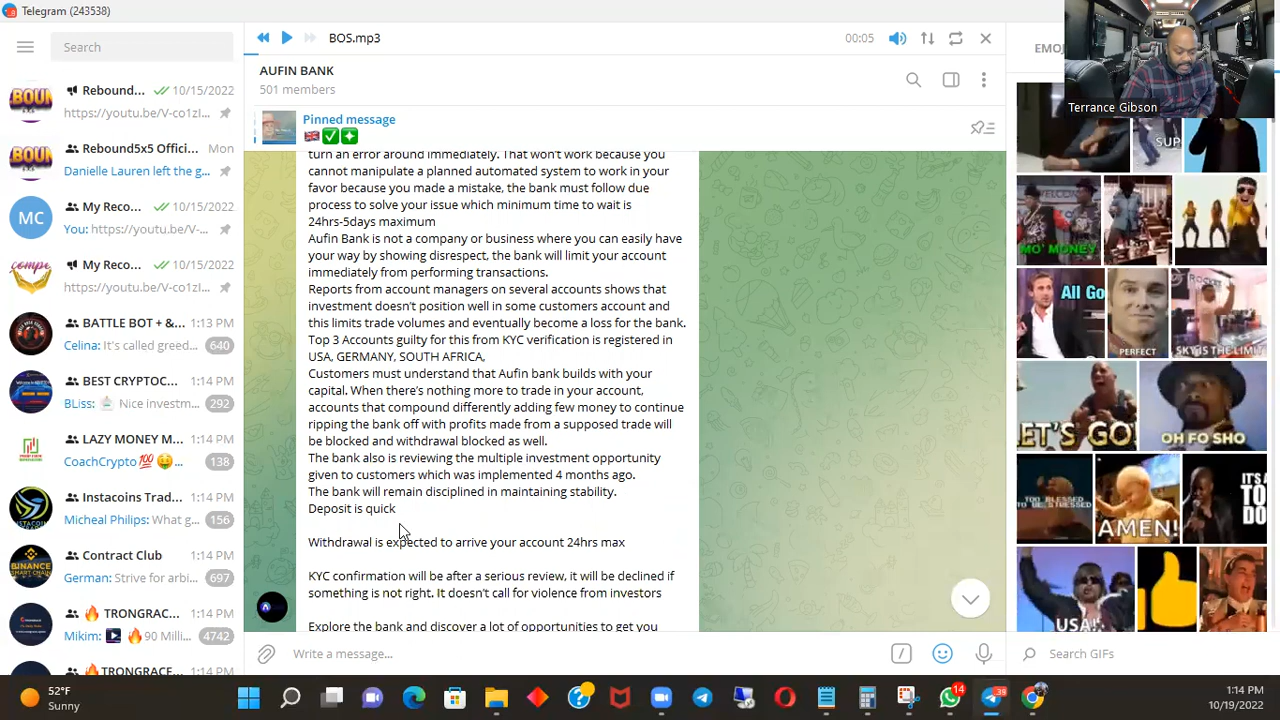 Telegram (243538)
Search
Rebound... 10/15/2022
https://youtu.be/V-co1zI...
Rebound5x5 Offici... Mon
Danielle Lauren left the g...
MC
My Reco... 10/15/2022
You: https://youtu.be/V-...
My Reco... 10/15/2022
https://youtu.be/V-co1zI...
BATTLE BOT + &... 1:13 PM
Celina: It's called greed... 640
BEST CRYPTOC... 1:14 PM
BLiss: Nice investm... 292
LAZY MONEY M... 1:14 PM
CoachCrypto💯🤑... 138
Instacoins Trad... 1:14 PM
Micheal Philips: What g... 156
Contract Club 1:14 PM
German: Strive for arbi... 697
🔥 TRONGRAC... 1:14 PM
Mikim: 🔥90 Milli... 4742
🔥TRONGRACE... 1:14 PM
BOS.mp3
00:05
AUFIN BANK
501 members
Pinned message
🇬🇧✅
turn an error around immediately. That won't work because you
cannot manipulate a planned automated system to work in your
favor because you made a mistake, the bank must follow due
process to solve your issue which minimum time to wait is
24hrs-5days maximum
Aufin Bank is not a company or business where you can easily have
your way showing disrespect, the bank will limit your account
immediately from performing transactions.
Reports from account managers on several accounts shows that
investment doesn't position well in some customers account and
this limits trade volumes and eventually become a loss for the bank.
Top 3 Accounts guilty for this from KYC verification is registered in
USA, GERMANY, SOUTH AFRICA,
Customers must understand that Aufin bank builds with your
capital. When there's nothing more to trade in your account,
accounts that compound differently adding few money to continue
ripping the bank off with profits made from a supposed trade will
be blocked and withdrawal blocked as well.
The bank also is reviewing the multiple investment opportunity
given to customers which was implemented 4 months ago.
The bank will remain disciplined in maintaining stability.
Deposit is quick
Withdrawal is expected to arrive your account 24hrs max
KYC confirmation will be after a serious review, it will be declined if
something is not right. It doesn't call for violence from investors
Explore the bank and discover a lot of opportunities to get you
Write a message...
EMOJ
Terrance Gibson
SUP
MO' MONEY
All Go
PERFECT
SKY IS THE LIMIT
LET'S GO!
OH FO SHO
TOO BLESSED
TO BE STRESSED
AMEN!
IT'S
TO
DO
USA!
Search GIFs
52°F
Sunny
14
38
1:14 PM
10/19/2022